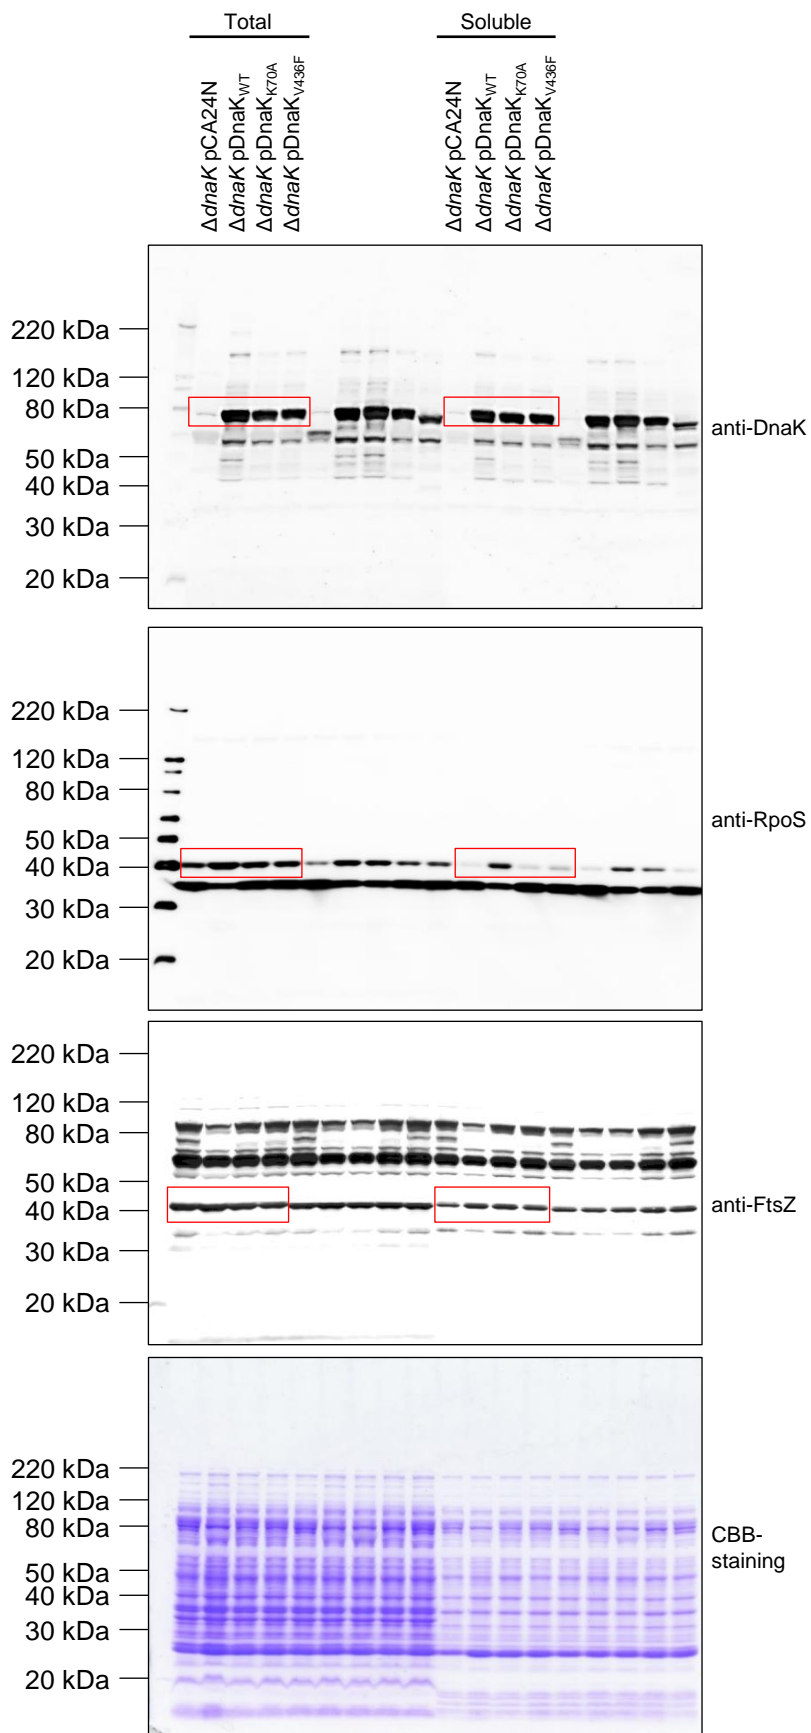 Total
Soluble
ΔdnaK pCA24N
ΔdnaK pDnaKWT
ΔdnaK pDnaKK70A
ΔdnaK pDnaKV436F
ΔdnaK pCA24N
ΔdnaK pDnaKWT
ΔdnaK pDnaKK70A
ΔdnaK pDnaKV436F
220 kDa
120 kDa
80 kDa
50 kDa
40 kDa
30 kDa
20 kDa
anti-DnaK
220 kDa
120 kDa
80 kDa
50 kDa
40 kDa
30 kDa
20 kDa
anti-RpoS
220 kDa
120 kDa
80 kDa
50 kDa
40 kDa
30 kDa
20 kDa
anti-FtsZ
220 kDa
120 kDa
80 kDa
50 kDa
40 kDa
30 kDa
20 kDa
CBB-
staining